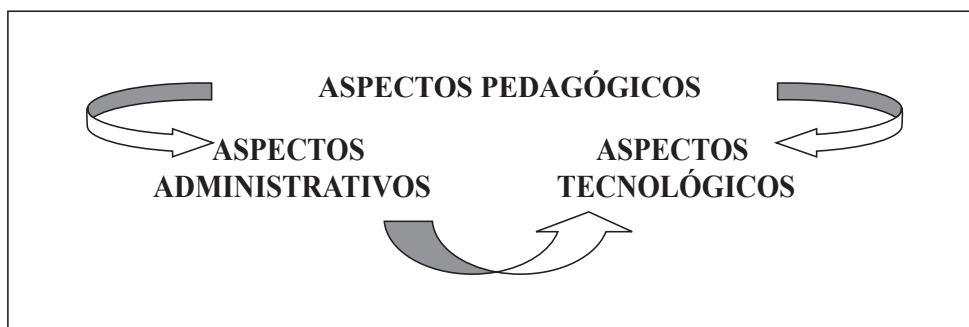 ASPECTOS PEDAGÓGICOS
ASPECTOS
ADMINISTRATIVOS
ASPECTOS
TECNOLÓGICOS